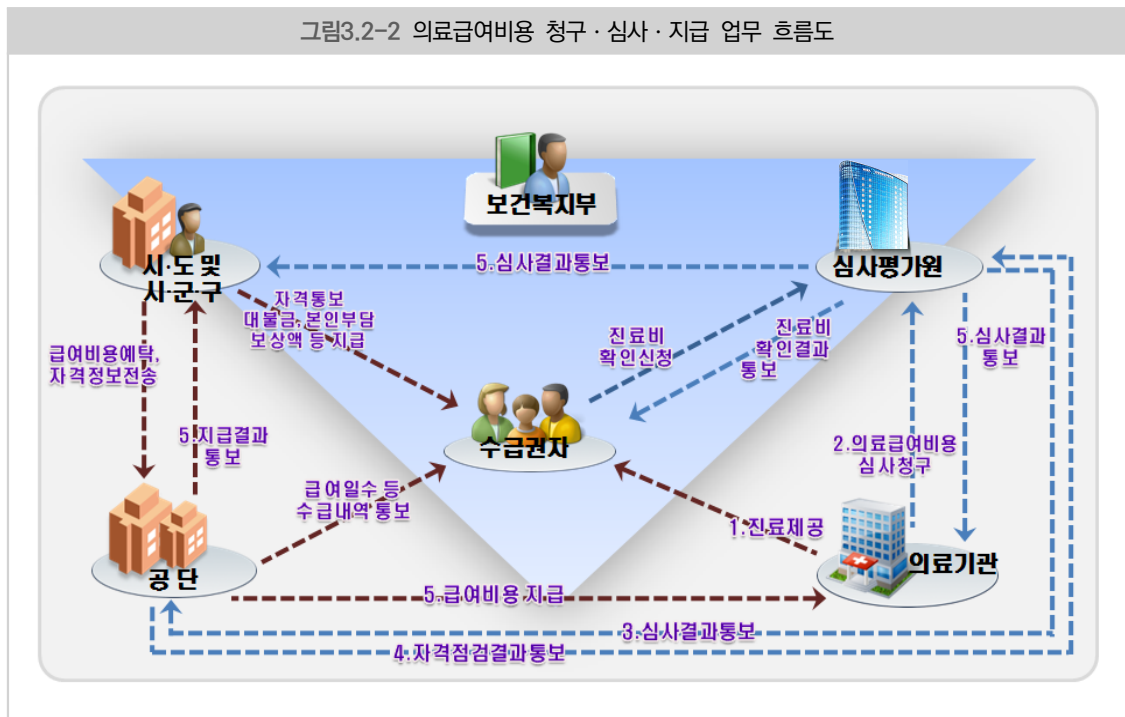 그림3.2-2 의료급여비용 청구·심사·지급 업무 흐름도
보건복지부
시·도 및
시·군·구
심사평가원
5.심사결과통보
자격통보
대불금, 본인부담
보상액 등 지급
진료비
확인신청
진료비
확인결과
통보
5.심사결과
통보
급여비용예탁,
자격정보전송
수급권자
5.지급결과
통보
2.의료급여비용
심사청구
급여일수 등
수급내역 통보
1.진료제공
공 단
의료기관
5.급여비용 지급
3.심사결과통보
4.자격점검결과통보